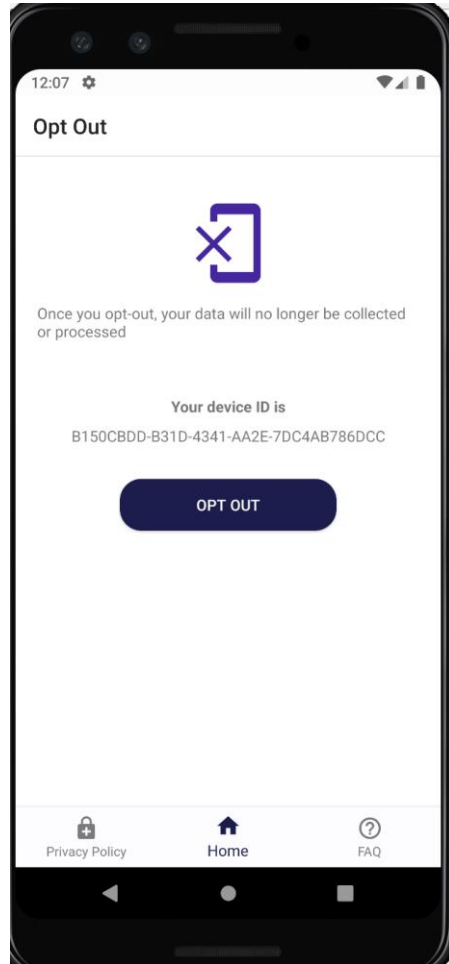 12:07
Opt Out
Once you opt-out, your data will no longer be collected
or processed
Your device ID is
B150CBDD-B31D-4341-AA2E-7DC4AB786DCC
OPT OUT
Privacy Policy
Home
FAQ